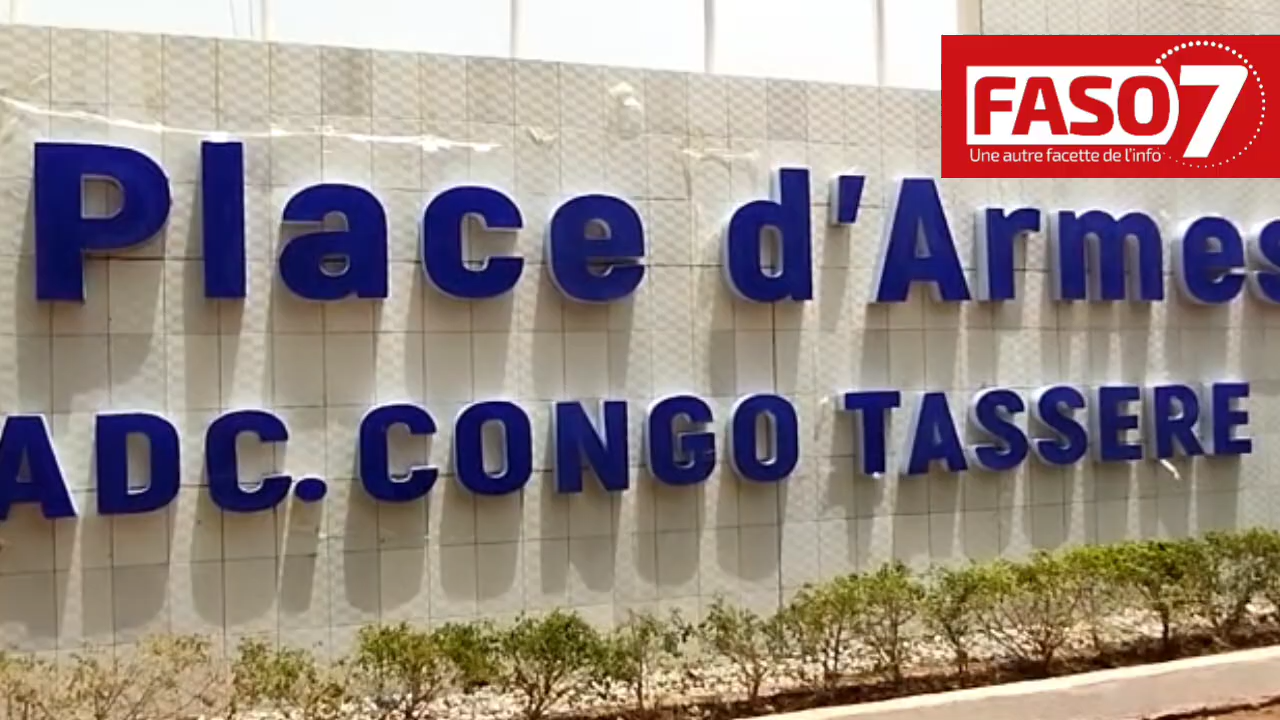 FASO7
Une autre facette de l'info
Place d'Armes
ADC. CONGO TASSERE